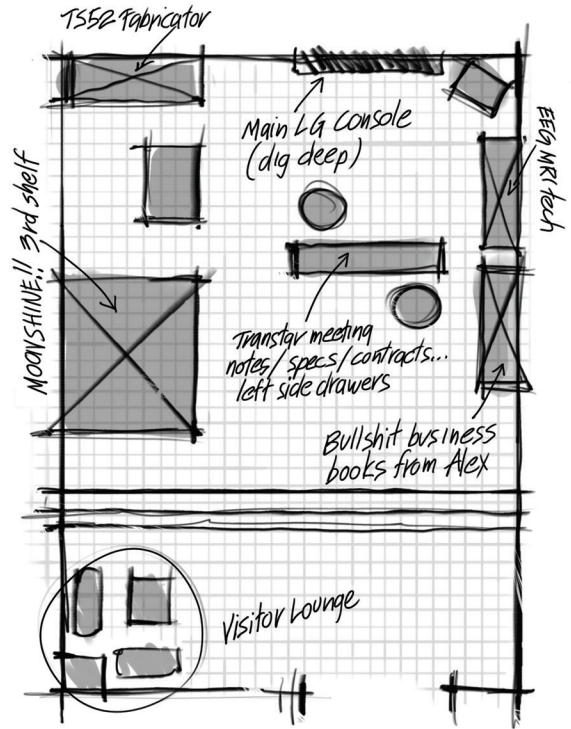 TS52 Fabricator
Main LG Console
(dig deep)
EEG MRI tech
MOONSHINE!! 3rd shelf
Transtar meeting
notes/specs/contracts...
left side drawers
Bullshit business
books from Alex
Visitor Lounge